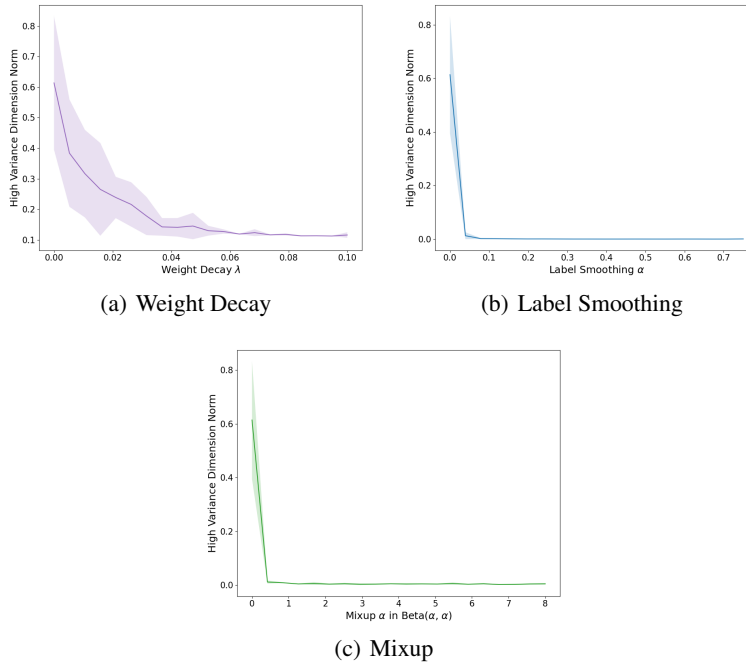 0.8
0.7
0.6
0.5
0.4
0.3
0.2
0.1
High Variance Dimension Norm
0.00 0.02 0.04 0.06 0.08 0.10
Weight Decay λ
(a) Weight Decay
0.8
0.6
0.4
0.2
0.0
High Variance Dimension Norm
0.0 0.1 0.2 0.3 0.4 0.5 0.6 0.7
Label Smoothing α
(b) Label Smoothing
0.8
0.6
0.4
0.2
0.0
High Variance Dimension Norm
0 1 2 3 4 5 6 7 8
Mixup α in Beta(α, α)
(c) Mixup